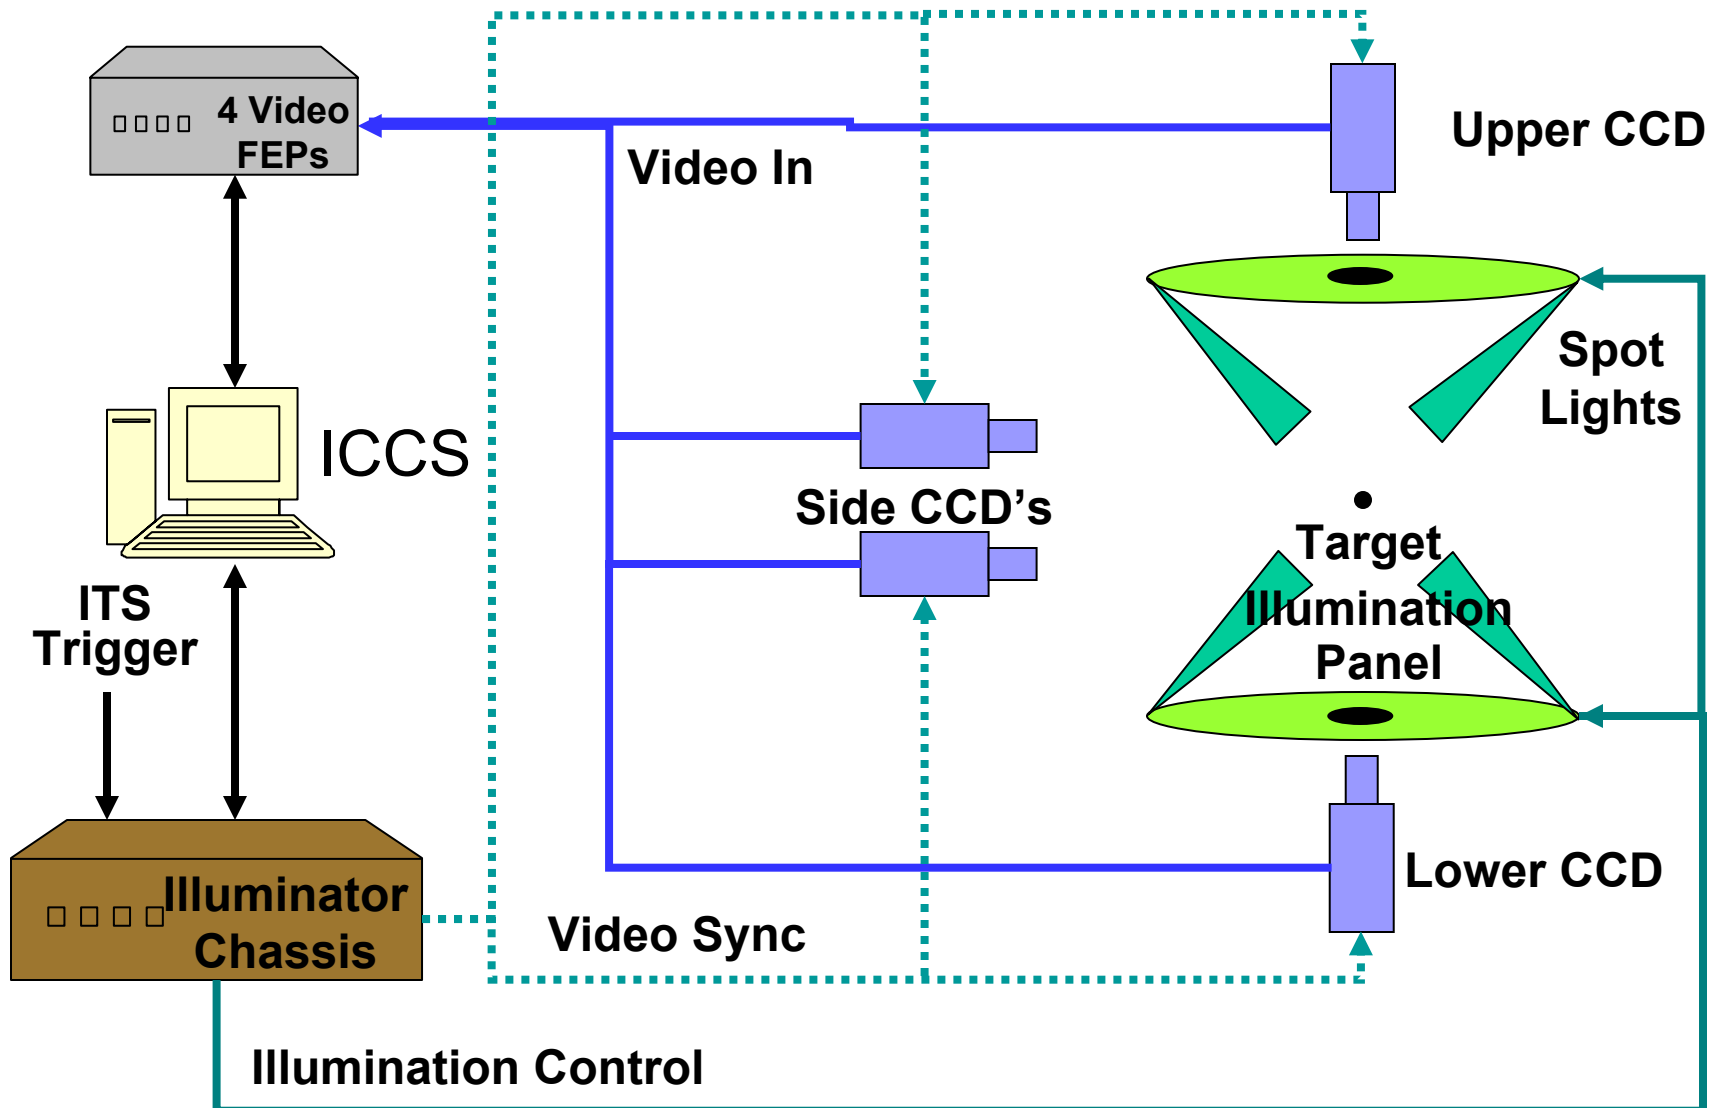 4 Video
FEPs
Upper CCD
Video In
Spot
Lights
ICCS
Side CCD's
Target
ITS
Trigger
Illumination
Panel
Illuminator
Chassis
Lower CCD
Video Sync
Illumination Control